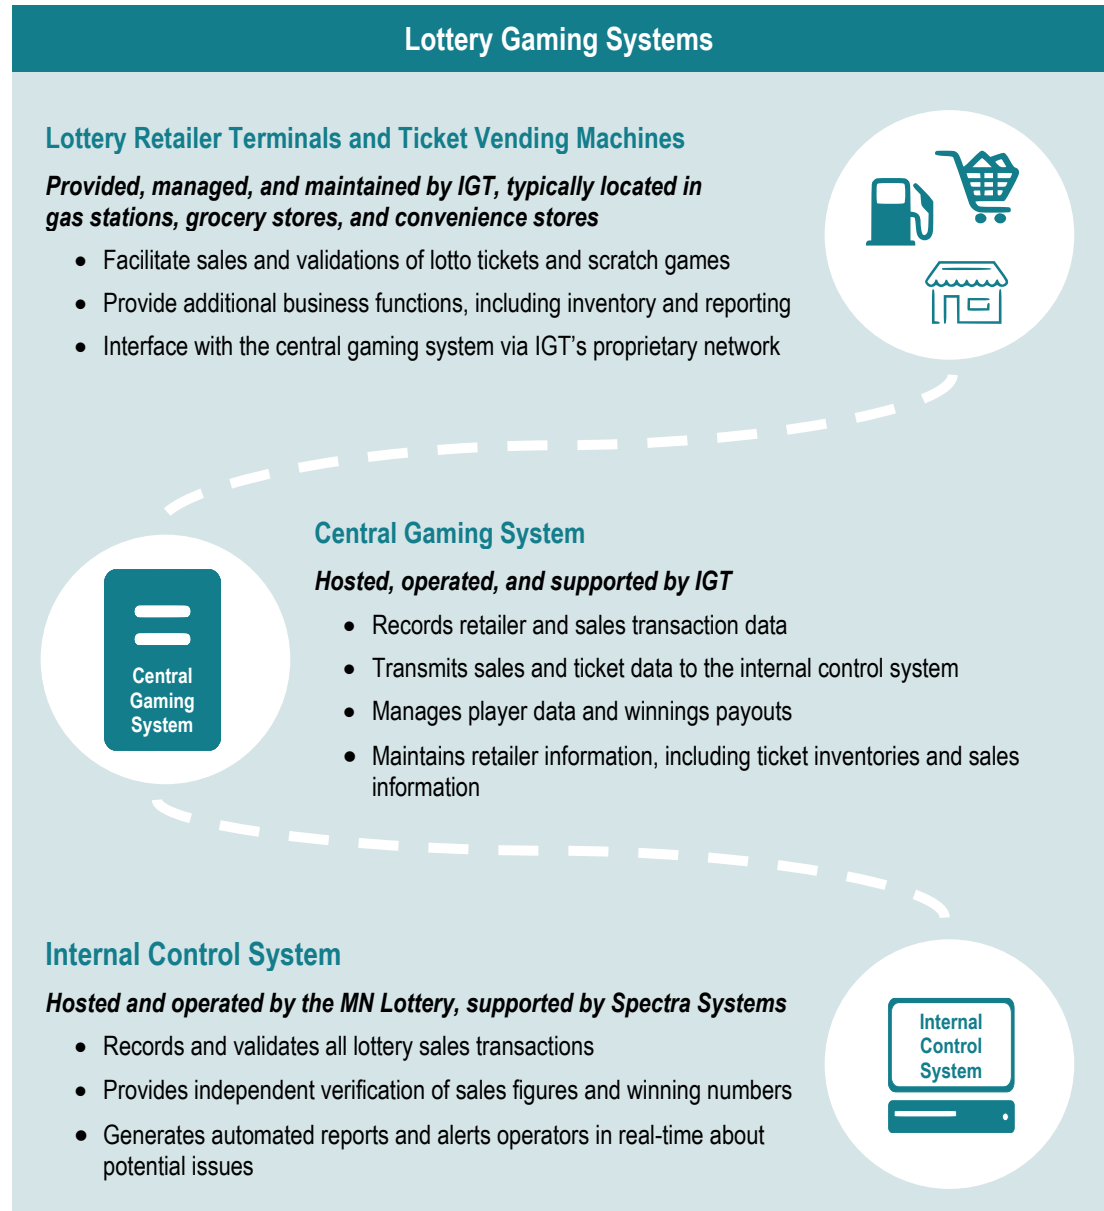 Lottery Gaming Systems
Lottery Retailer Terminals and Ticket Vending Machines
Provided, managed, and maintained by IGT, typically located in
gas stations, grocery stores, and convenience stores
• Facilitate sales and validations of lotto tickets and scratch games
• Provide additional business functions, including inventory and reporting
• Interface with the central gaming system via IGT’s proprietary network
Central Gaming System
Hosted, operated, and supported by IGT
• Records retailer and sales transaction data
• Transmits sales and ticket data to the internal control system
• Manages player data and winnings payouts
• Maintains retailer information, including ticket inventories and sales
information
Central
Gaming
System
Internal Control System
Hosted and operated by the MN Lottery, supported by Spectra Systems
• Records and validates all lottery sales transactions
• Provides independent verification of sales figures and winning numbers
• Generates automated reports and alerts operators in real-time about
potential issues
Internal
Control
System